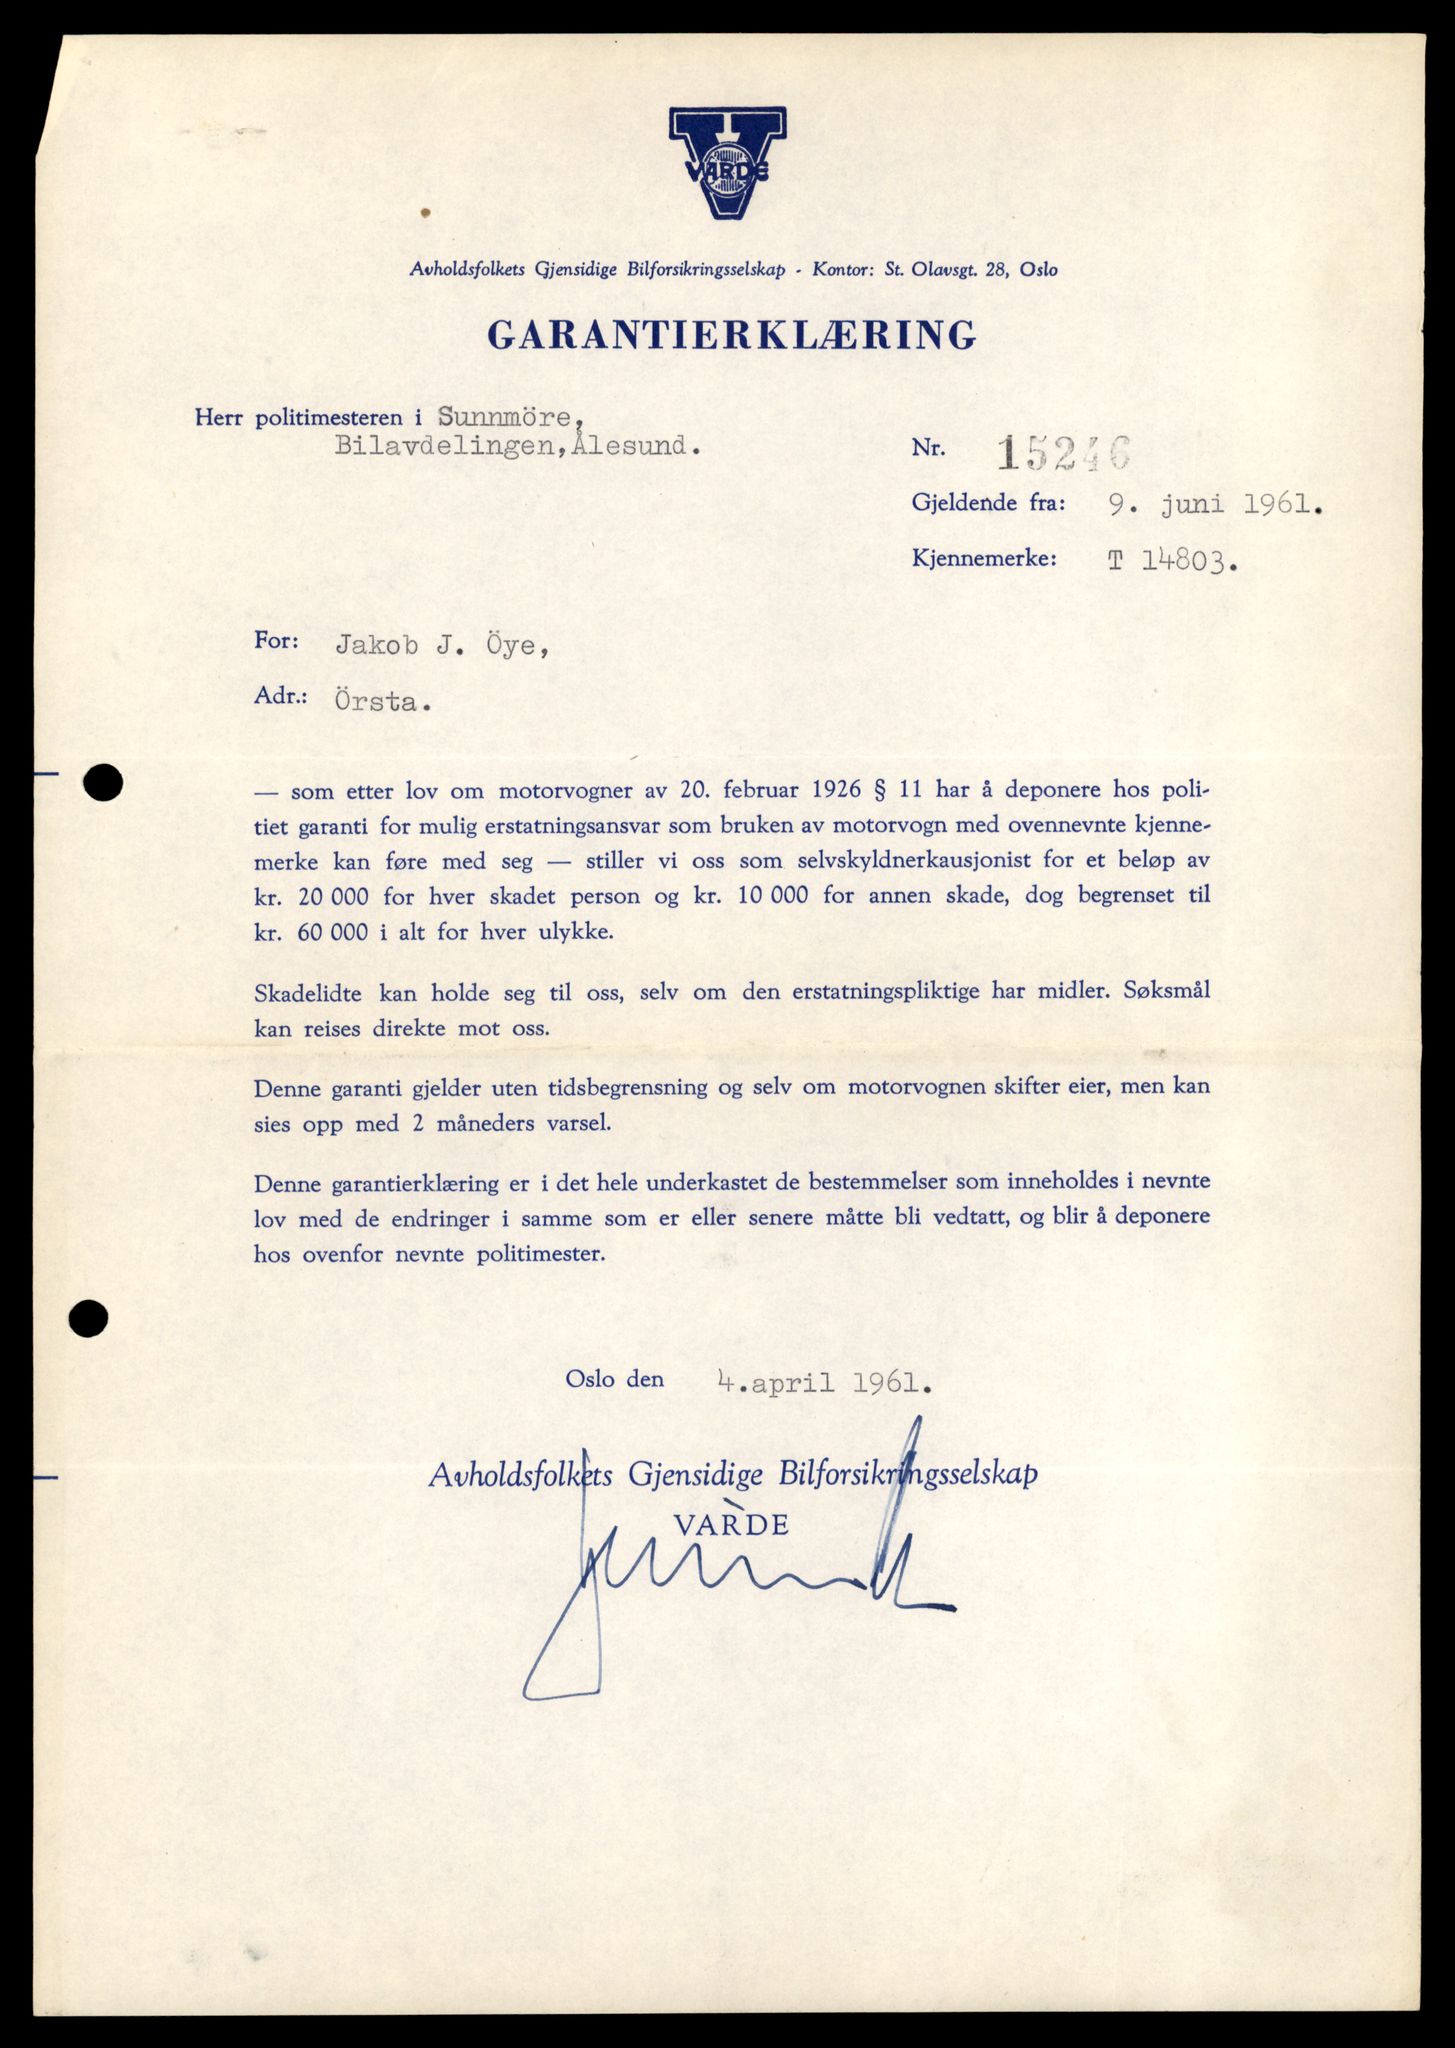 VARDE
Avholdsfolkets Gjensidige Bilforsikringsselskap - Kontor: St. Olavsgt. 28, Oslo
GARANTIERKLÆRING
Herr politimesteren i Sunnmöre,
Bilavdelingen,Ålesund.
Nr. 15246
Gjeldende fra: 9. juni 1961.
Kjennemerke: T 14803.
For: Jakob J. Öye,
Adr.: Örsta.
— som etter lov om motorvogner av 20. februar 1926 § 11 har å deponere hos poli-
tiet garanti for mulig erstatningsansvar som bruken av motorvogn med ovennevnte kjenne-
merke kan føre med seg — stiller vi oss som selvskyldnerkausjonist for et beløp av
kr. 20 000 for hver skadet person og kr. 10 000 for annen skade, dog begrenset til
kr. 60 000 i alt for hver ulykke.
Skadelidte kan holde seg til oss, selv om den erstatningspliktige har midler. Søksmål
kan reises direkte mot oss.
Denne garanti gjelder uten tidsbegrensning og selv om motorvognen skifter eier, men kan
sies opp med 2 måneders varsel.
Denne garantierklæring er i det hele underkastet de bestemmelser som inneholdes i nevnte
lov med de endringer i samme som er eller senere måtte bli vedtatt, og blir å deponere
hos ovenfor nevnte politimester.
Oslo den 4.april 1961.
Avholdsfolkets Gjensidige Bilforsikringsselskap
VARDE